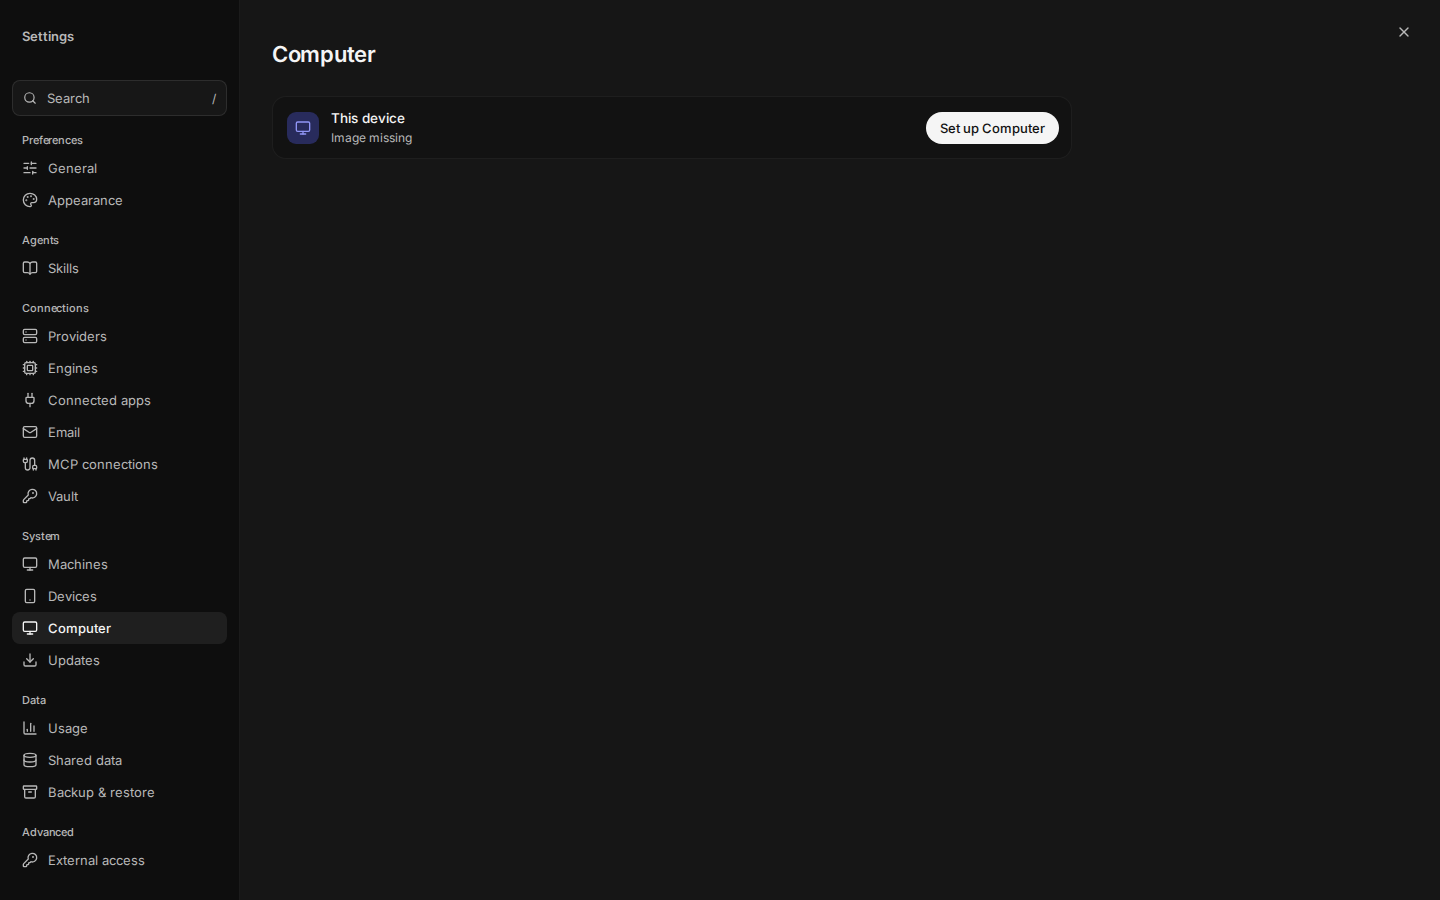 Settings
Search /
Preferences
General
Appearance
Agents
Skills
Connections
Providers
Engines
Connected apps
Email
MCP connections
Vault
System
Machines
Devices
Computer
Updates
Data
Usage
Shared data
Backup & restore
Advanced
External access
Computer
This device
Image missing
Set up Computer